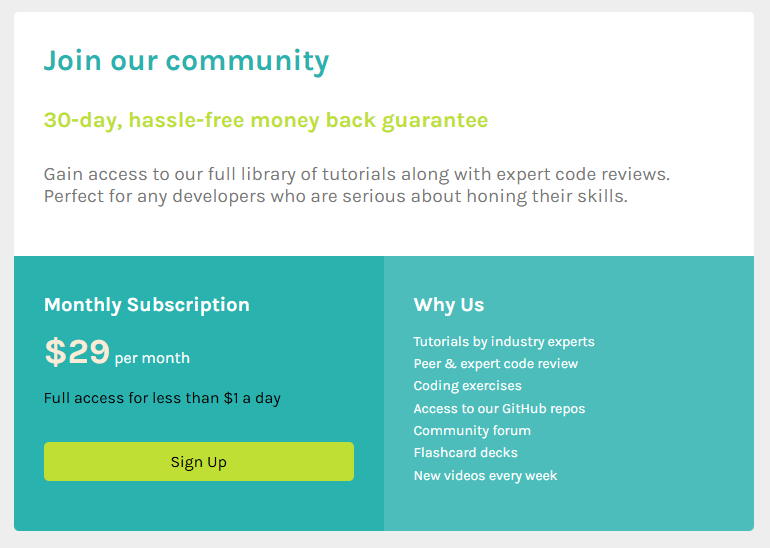 Join our community
30-day, hassle-free money back guarantee
Gain access to our full library of tutorials along with expert code reviews.
Perfect for any developers who are serious about honing their skills.
Monthly Subscription
$29 per month
Full access for less than $1 a day
Sign Up
Why Us
Tutorials by industry experts
Peer & expert code review
Coding exercises
Access to our GitHub repos
Community forum
Flashcard decks
New videos every week